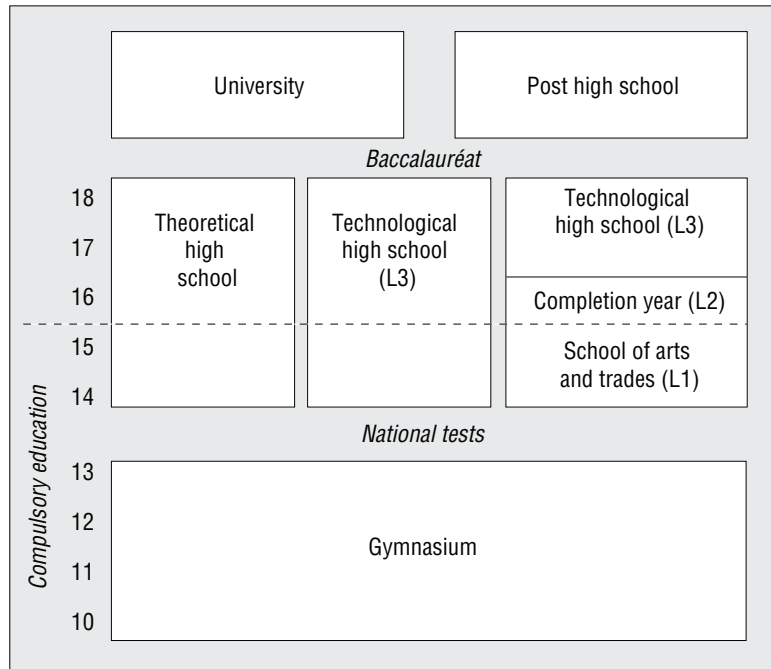 University
Post high school
Baccalauréat
18
17
16
15
14
Theoretical
high
school
Technological
high school
(L3)
Technological
high school (L3)
Completion year (L2)
School of arts
and trades (L1)
National tests
Compulsory education
13
12
11
10
Gymnasium